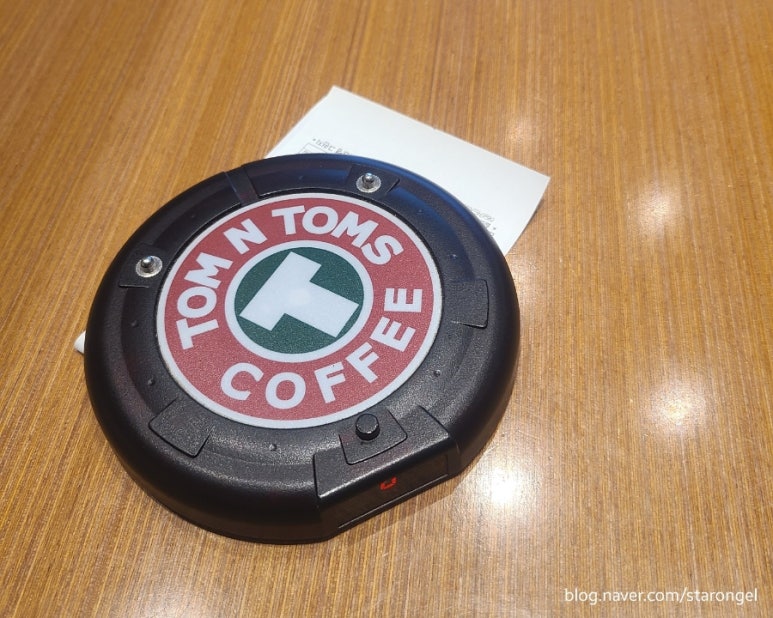 TOM N TOMS
COFFEE
T
blog.naver.com/starongel